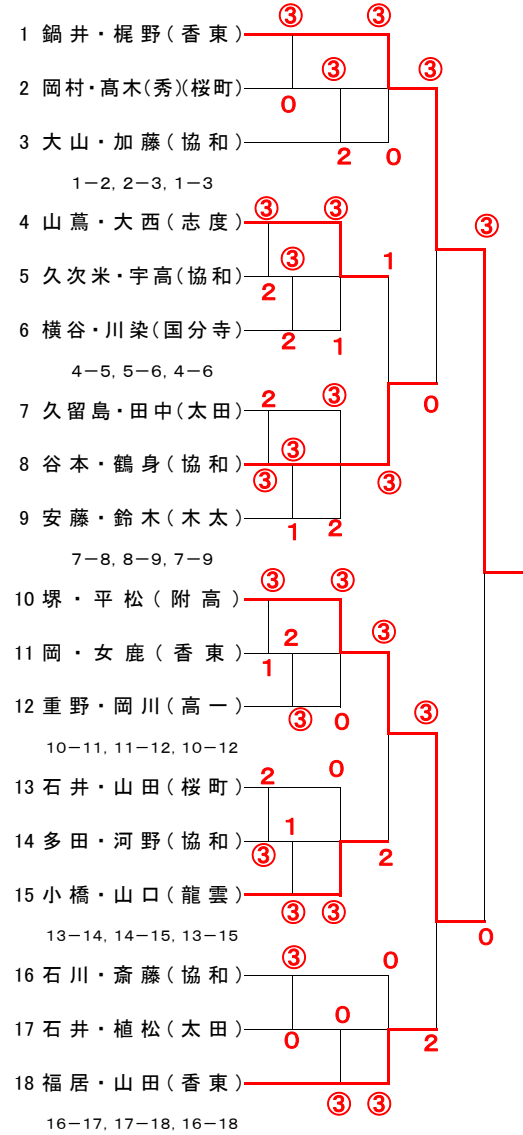 ③ ③
1 鍋井・梶野(香東)
③ ③
2 岡村・髙木(秀)(桜町)
0
3 大山・加藤(協和)
2 0
1－2, 2－3, 1－3
③ ③ ③
4 山蔦・大西(志度)
③ 1
5 久次米・宇高(協和)
2
6 横谷・川染(国分寺)
2 1
4－5, 5－6, 4－6
2 ③ 0
7 久留島・田中(太田)
③
8 谷本・鶴身(協和)
③ ③
9 安藤・鈴木(木太)
1 2
7－8, 8－9, 7－9
③ ③
10 堺・平松(附高)
2 ③
11 岡・女鹿(香東)
1
12 重野・岡川(高一)
③ 0 ③
10－11, 11－12, 10－12
2 0
13 石井・山田(桜町)
1
14 多田・河野(協和)
③ 2
15 小橋・山口(龍雲)
③ ③
13－14, 14－15, 13－15
0
③ 0
16 石川・斎藤(協和)
0
17 石井・植松(太田)
0 2
18 福居・山田(香東)
③ ③
16－17, 17－18, 16－18